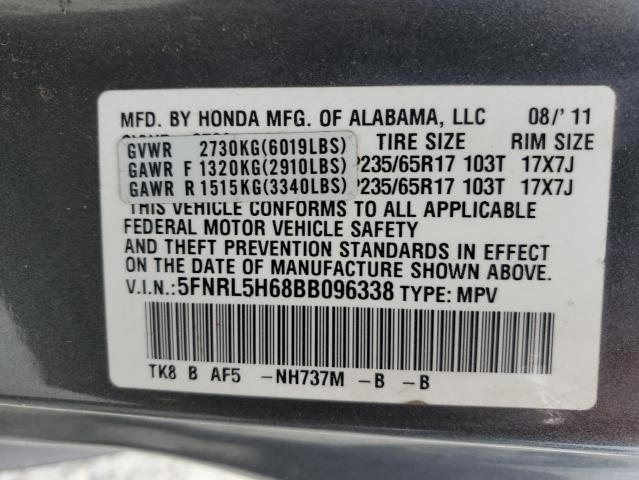 MFD. BY HONDA MFG. OF ALABAMA, LLC 08/'11
TIRE SIZE RIM SIZE
GVWR 2730KG(6019LBS)
GAWR F 1320KG(2910LBS) P235/65R17 103T 17X7J
GAWR R 1515KG(3340LBS) P235/65R17 103T 17X7J
THIS VEHICLE CONFORMS TO ALL APPLICABLE
FEDERAL MOTOR VEHICLE SAFETY
AND THEFT PREVENTION STANDARDS IN EFFECT
ON THE DATE OF MANUFACTURE SHOWN ABOVE.
V.I.N.:5FNRL5H68BB096338 TYPE: MPV
TK8 B AF5 -NH737M -B -B